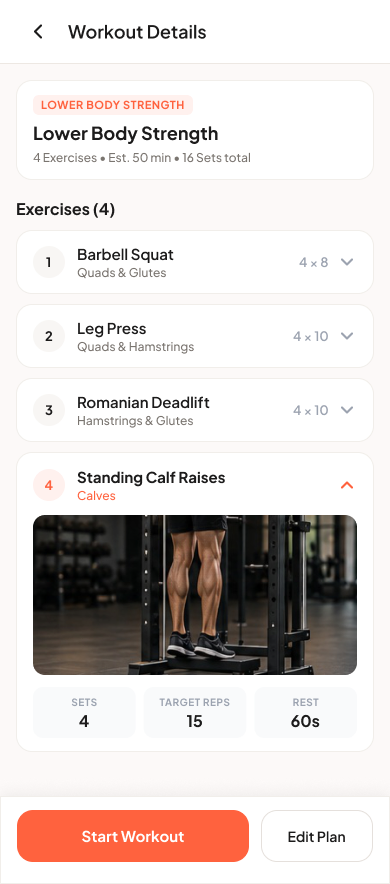 Workout Details
LOWER BODY STRENGTH
Lower Body Strength
4 Exercises • Est. 50 min • 16 Sets total
Exercises (4)
1
Barbell Squat
Quads & Glutes
4 × 8
2
Leg Press
Quads & Hamstrings
4 × 10
3
Romanian Deadlift
Hamstrings & Glutes
4 × 10
4
Standing Calf Raises
Calves
SETS
4
TARGET REPS
15
REST
60s
Start Workout
Edit Plan